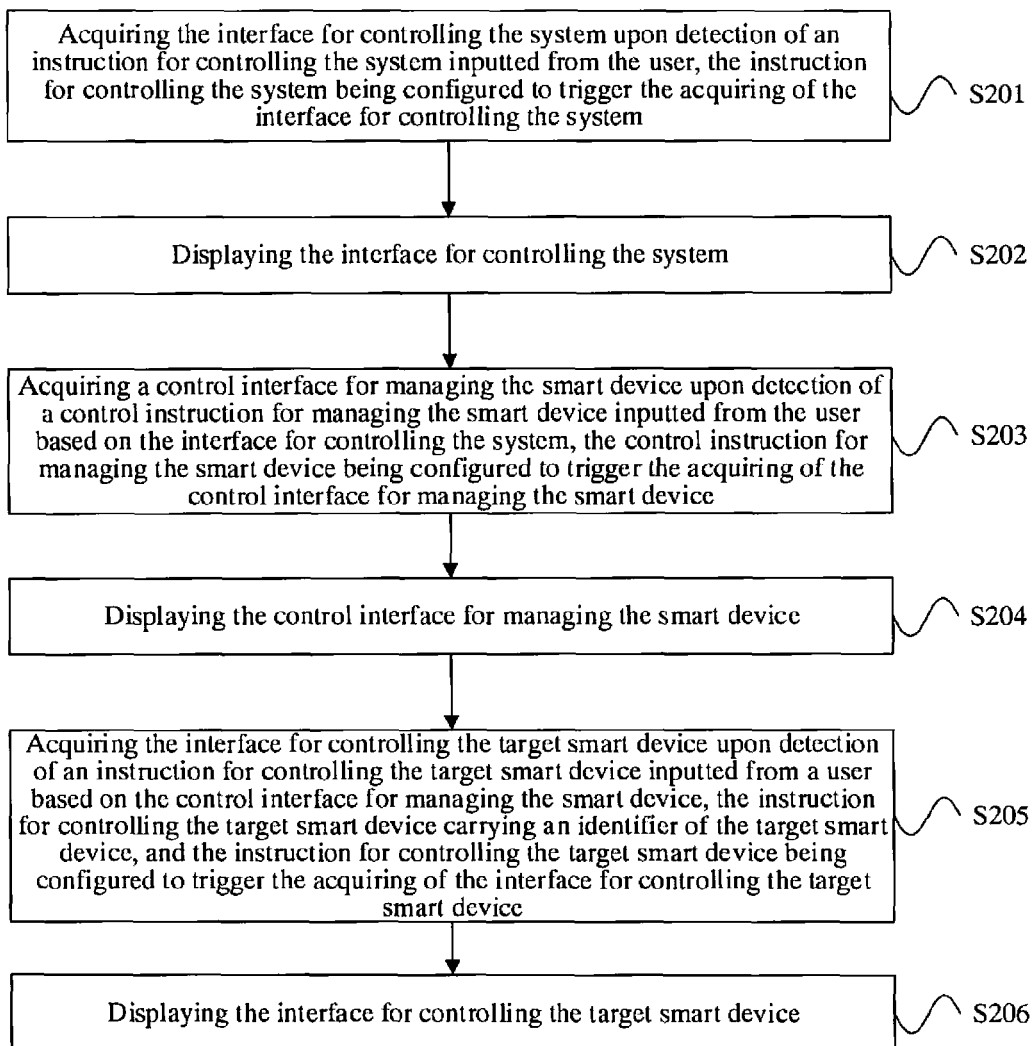 Acquiring the interface for controlling the system upon detection of an
instruction for controlling the system inputted from the user, the instruction
for controlling the system being configured to trigger the acquiring of the
interface for controlling the system
S201
Displaying the interface for controlling the system
S202
Acquiring a control interface for managing the smart device upon detection of
a control instruction for managing the smart device inputted from the user
based on the interface for controlling the system, the control instruction for
managing the smart device being configured to trigger the acquiring of the
control interface for managing the smart device
S203
Displaying the control interface for managing the smart device
S204
Acquiring the interface for controlling the target smart device upon detection
of an instruction for controlling the target smart device inputted from a user
based on the control interface for managing the smart device, the instruction
for controlling the target smart device carrying an identifier of the target smart
device, and the instruction for controlling the target smart device being
configured to trigger the acquiring of the interface for controlling the target
smart device
S205
Displaying the interface for controlling the target smart device
S206